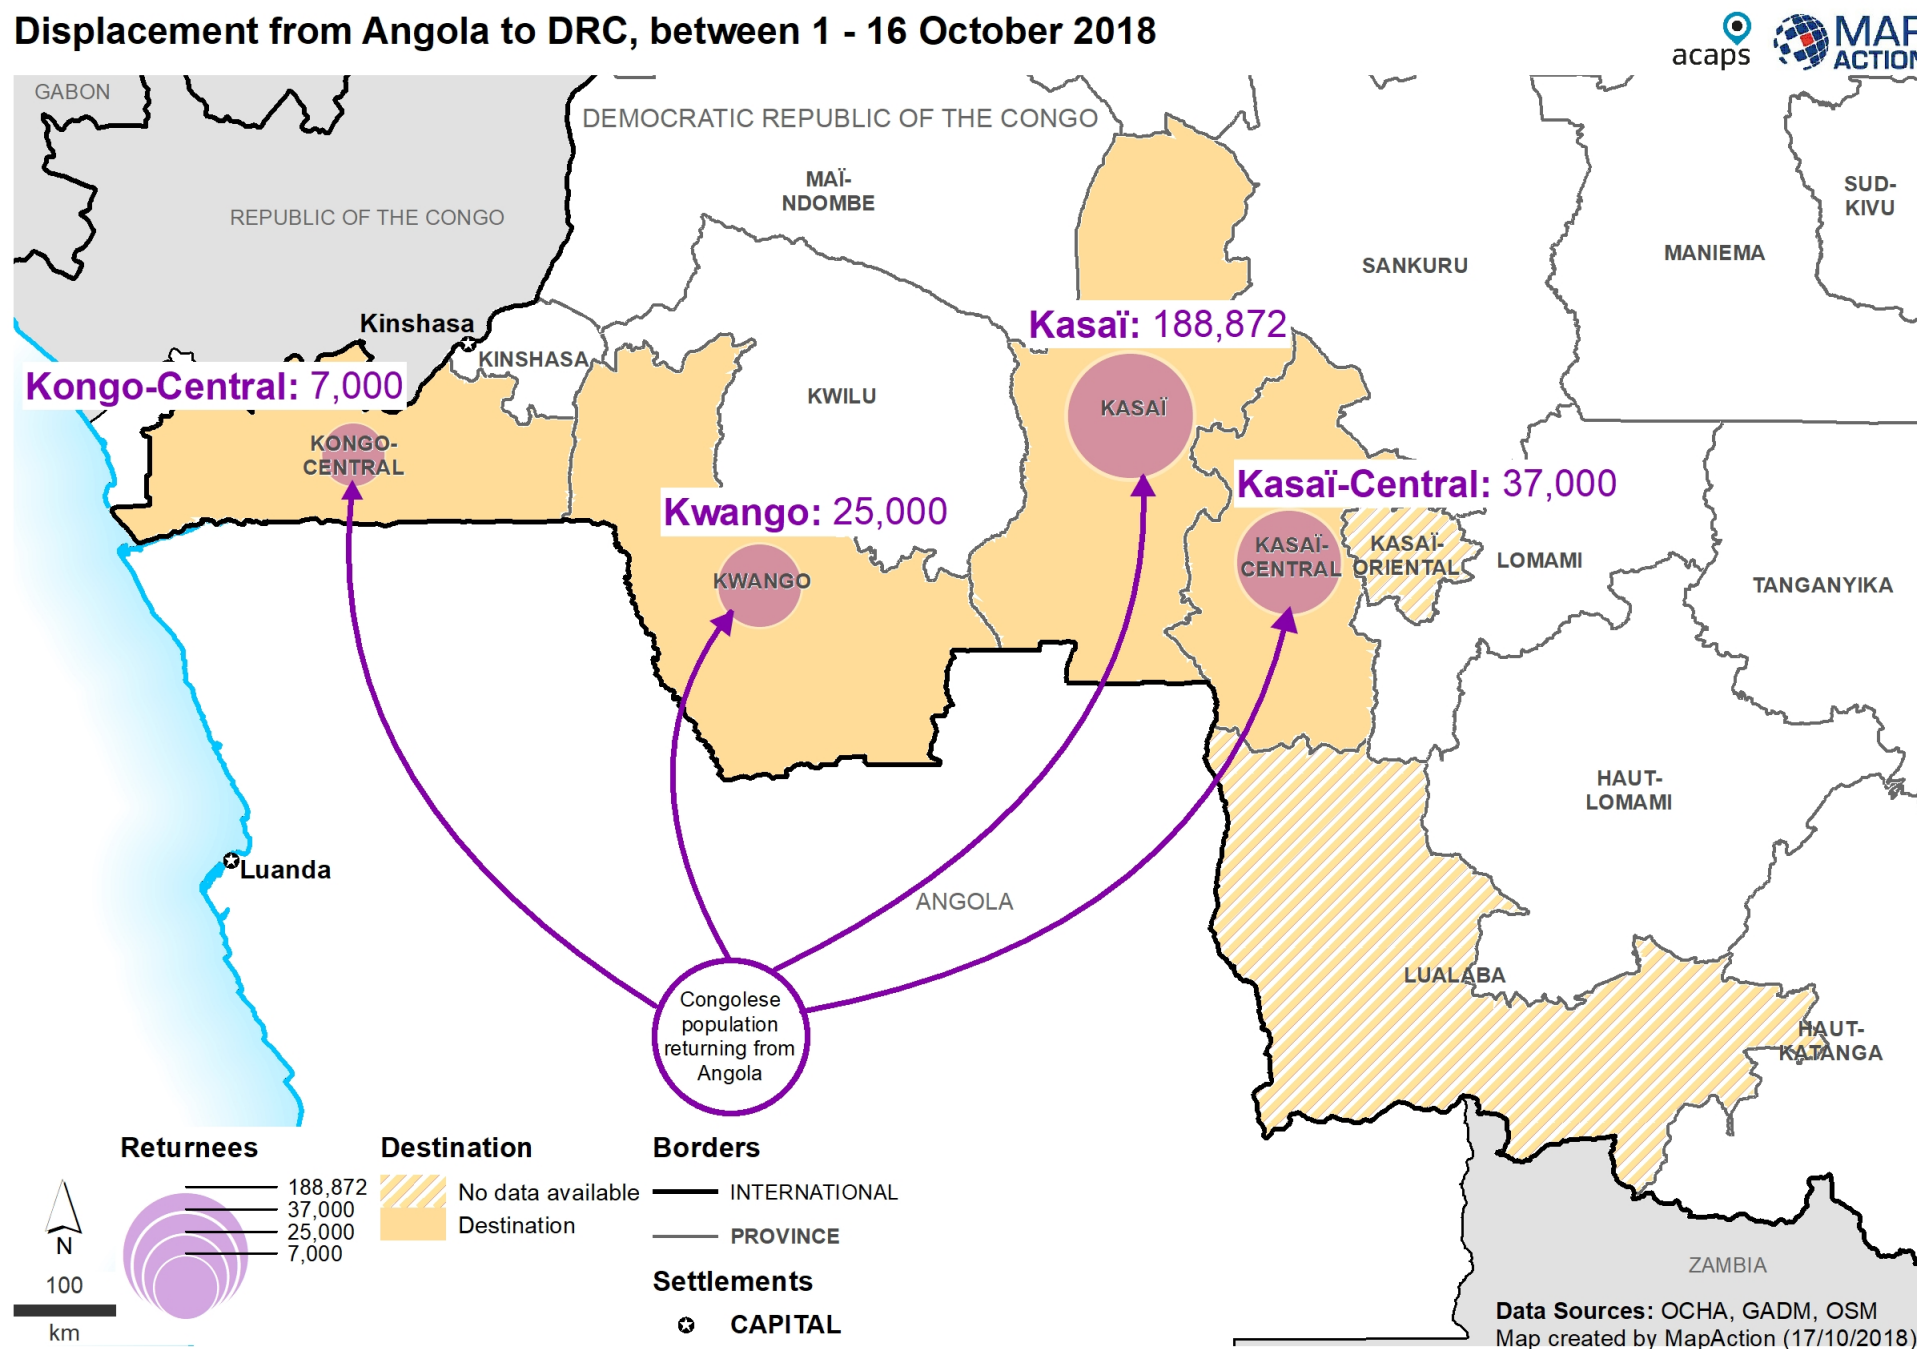 Displacement from Angola to DRC, between 1 - 16 October 2018
acaps
MAP
ACTION
GABON
DEMOCRATIC REPUBLIC OF THE CONGO
REPUBLIC OF THE CONGO
MAÏ-
NDOMBE
SUD-
KIVU
SANKURU
MANIEMA
Kinshasa
KINSHASA
Kasaï: 188,872
Kongo-Central: 7,000
KWILU
KASAÏ
KONGO-
CENTRAL
Kwango: 25,000
Kasaï-Central: 37,000
KWANGO
KASAÏ-
CENTRAL
KASAÏ-
ORIENTAL
LOMAMI
TANGANYIKA
HAUT-
LOMAMI
Luanda
ANGOLA
LUALABA
HAUT-
KATANGA
Congolese
population
returning from
Angola
Returnees
188,872
37,000
25,000
7,000
N
100
km
Destination
No data available
Destination
Borders
INTERNATIONAL
PROVINCE
Settlements
CAPITAL
ZAMBIA
Data Sources: OCHA, GADM, OSM
Map created by MapAction (17/10/2018)